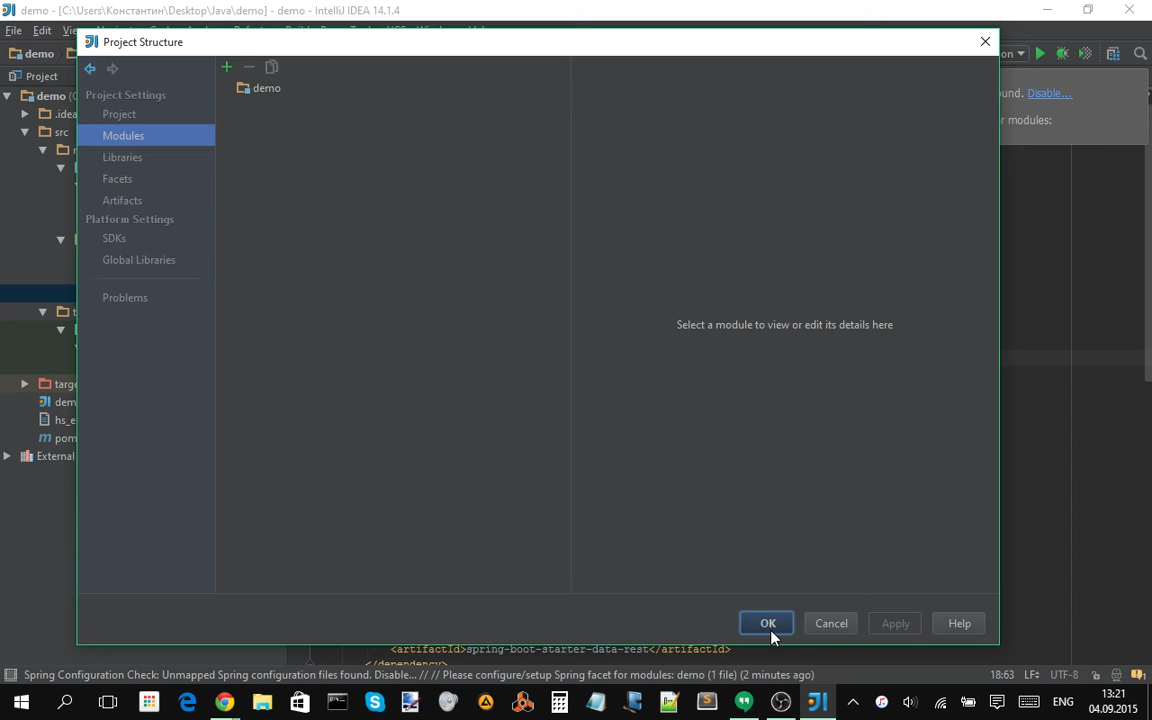 demo - [C:\Users\Константин\Desktop\Java\demo] - demo - IntelliJ IDEA 14.1.4
File Edit
Project Structure
demo
Project
demo
.idea
src
Project Settings
Project
Modules
Libraries
Facets
Artifacts
Platform Settings
SDKs
Global Libraries
Problems
demo
Select a module to view or edit its details here
Disable...
r modules:
hs_e
pom
External
OK Cancel Apply Help
<artifactId>spring-boot-starter-data-rest</artifactId>
</dependency>
Spring Configuration Check: Unmapped Spring configuration files found. Disable... // // Please configure/setup Spring facet for modules: demo (1 file) (2 minutes ago)
18:63 LF÷ UTF-8
ENG
13:21
04.09.2015